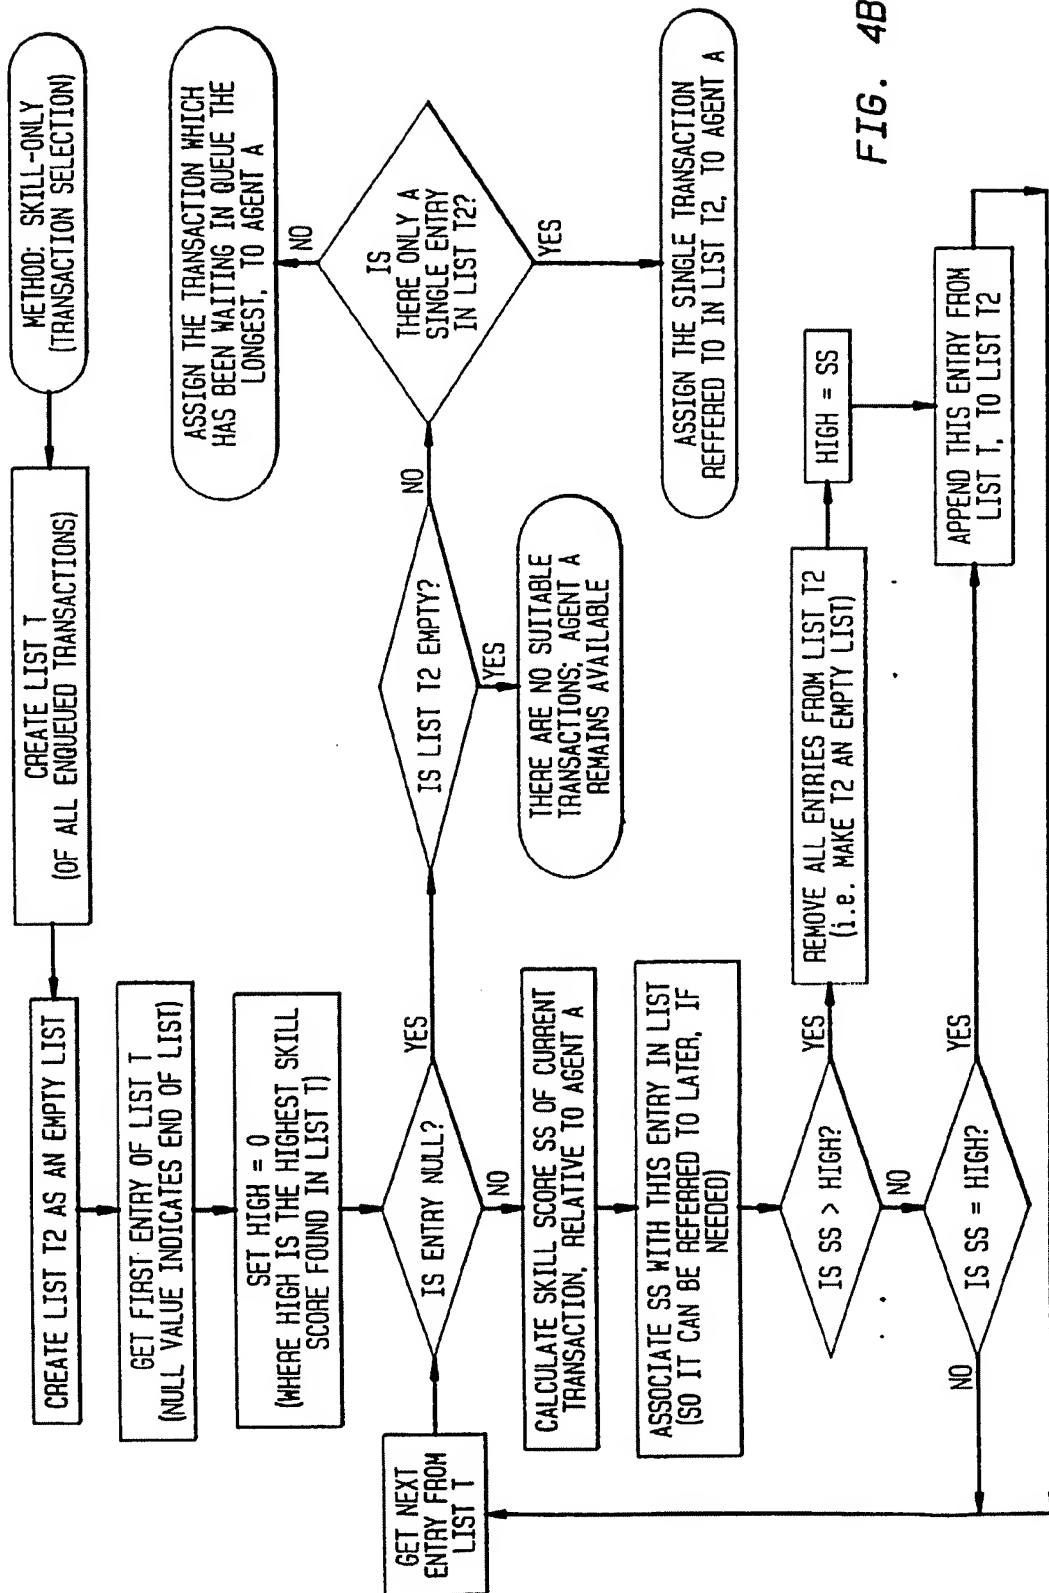 METHOD: SKILL-ONLY
(TRANSACTION SELECTION)
CREATE LIST T
(OF ALL ENQUEUED TRANSACTIONS)
CREATE LIST T2 AS AN EMPTY LIST
GET FIRST ENTRY OF LIST T
(NULL VALUE INDICATES END OF LIST)
SET HIGH = 0
(WHERE HIGH IS THE HIGHEST SKILL
SCORE FOUND IN LIST T)
GET NEXT
ENTRY FROM
LIST T
IS ENTRY NULL?
YES
NO
IS LIST T2 EMPTY?
NO
YES
THERE ARE NO SUITABLE
TRANSACTIONS; AGENT A
REMAINS AVAILABLE
IS
THERE ONLY A
SINGLE ENTRY
IN LIST T2?
NO
YES
ASSIGN THE TRANSACTION WHICH
HAS BEEN WAITING IN QUEUE THE
LONGEST, TO AGENT A
ASSIGN THE SINGLE TRANSACTION
REFFERED TO IN LIST T2, TO AGENT A
CALCULATE SKILL SCORE SS OF CURRENT
TRANSACTION, RELATIVE TO AGENT A
ASSOCIATE SS WITH THIS ENTRY IN LIST
(SO IT CAN BE REFERRED TO LATER, IF
NEEDED)
IS SS > HIGH?
YES
NO
REMOVE ALL ENTRIES FROM LIST T2
(i.e. MAKE T2 AN EMPTY LIST)
HIGH = SS
IS SS = HIGH?
YES
NO
APPEND THIS ENTRY FROM
LIST T, TO LIST T2
FIG. 4B